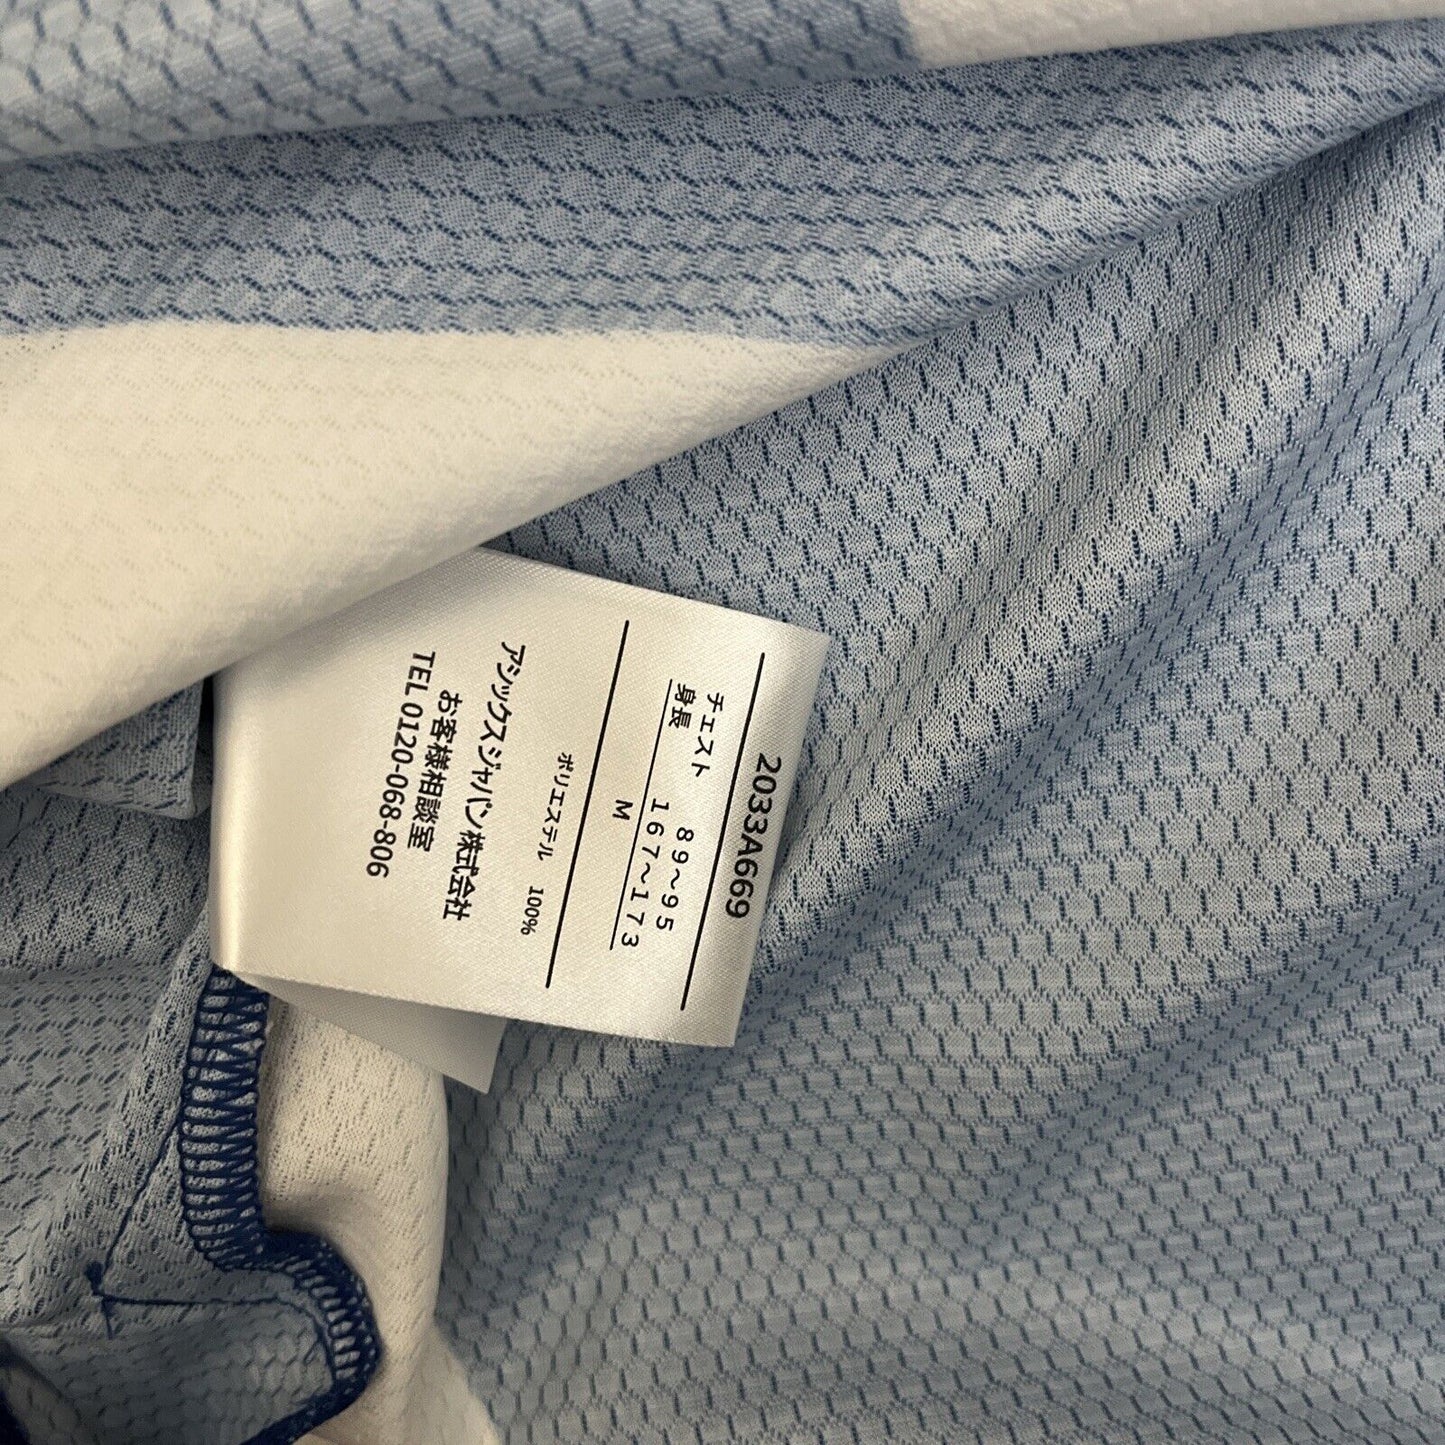 2033A669
チェスト 89~95
身長 167~173
M
ポリエステル 100%
アシックスジャパン株式会社
お客様相談室
TEL 0120-068-806